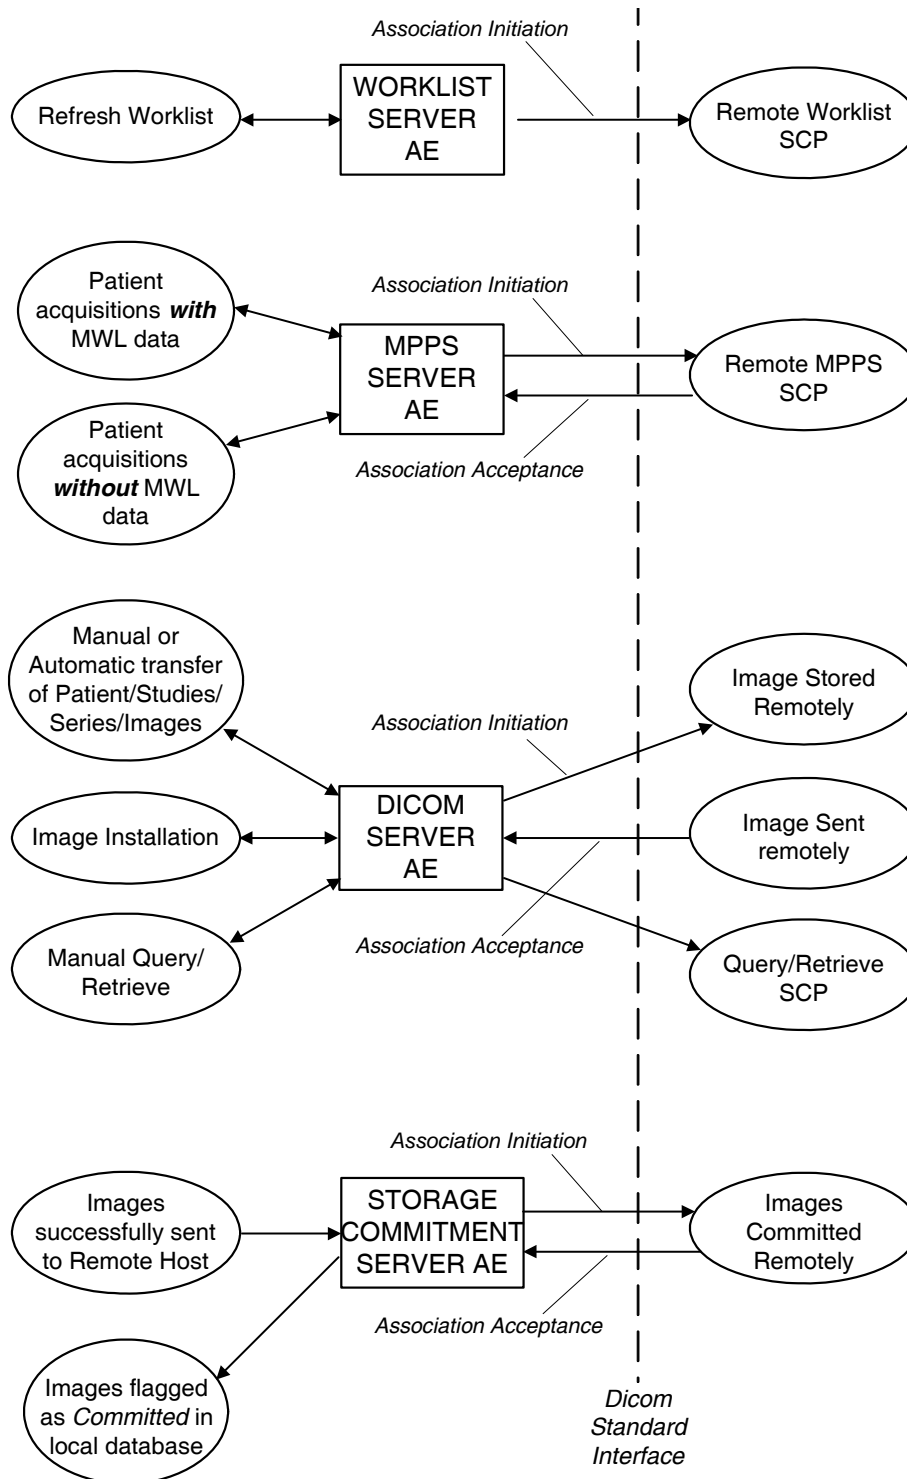 Association Initiation
Refresh Worklist
WORKLIST
SERVER
AE
Remote Worklist
SCP
Patient
acquisitions with
MWL data
Association Initiation
MPPS
SERVER
AE
Remote MPPS
SCP
Patient
acquisitions
without MWL
data
Association Acceptance
Manual or
Automatic transfer
of Patient/Studies/
Series/Images
Association Initiation
Image Stored
Remotely
Image Installation
DICOM
SERVER
AE
Image Sent
remotely
Manual Query/
Retrieve
Association Acceptance
Query/Retrieve
SCP
Association Initiation
Images
successfully sent
to Remote Host
STORAGE
COMMITMENT
SERVER AE
Images
Committed
Remotely
Association Acceptance
Images flagged
as Committed in
local database
Dicom
Standard
Interface